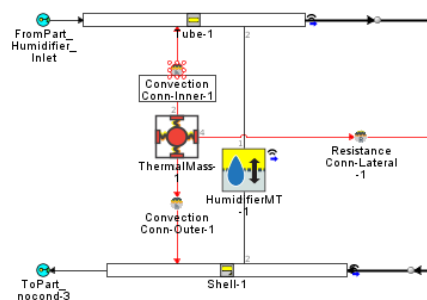 Tube-1
2
FromPart_
Humidifier_
Inlet
Convection
Conn-Inner-1
2
4
1
ThermalMass-
1
HumidifierMT
-1
Resistance
Conn-Lateral
-1
Convection
Conn-Outer-1
2
ToPart_
nocond-3
Shell-1